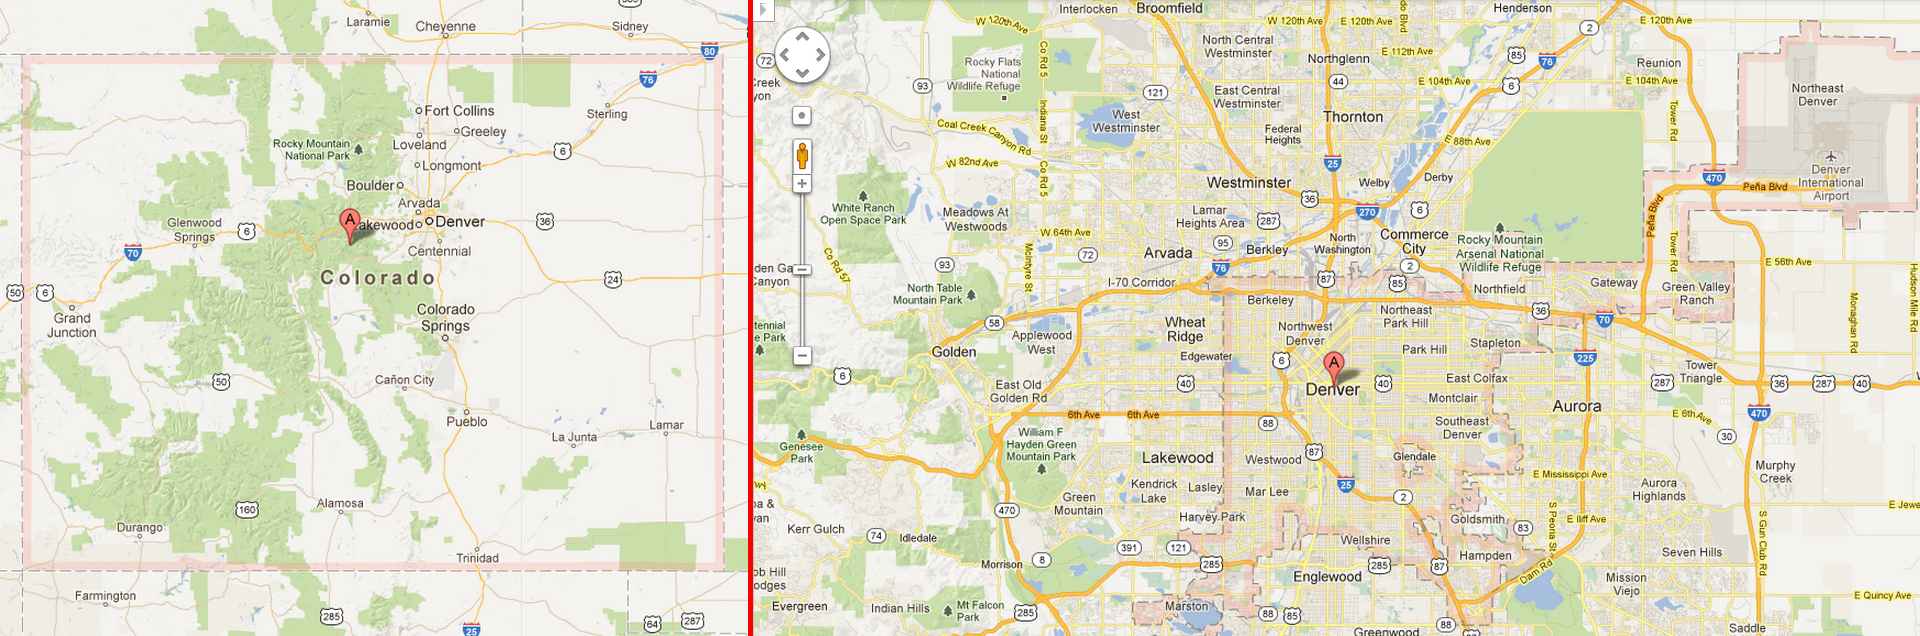 385
Laramie
Cheyenne
Sidney
80
76
Fort Collins
Sterling
Greeley
Rocky Mountain
National Park
Loveland
6
Longmont
Boulder
Arvada
A
Lakewood
Denver
36
Glenwood
Springs
6
70
Centennial
Colorado
24
50
6
Grand
Junction
Colorado
Springs
50
Cañon City
Pueblo
La Junta
Lamar
Alamosa
160
Durango
Trinidad
Farmington
285
25
64
287
Interlocken
Broomfield
Henderson
W 120th Ave
W 120th Ave
E 120th Ave
E 120th Ave
2
72
Creek
yon
Rocky Flats
National
Wildlife Refuge
Co Rd 5
North Central
Westminster
E 112th Ave
Northglenn
85
76
Reunion
93
121
44
E 104th Ave
E 104th Ave
6
East Central
Westminster
Northeast
Denver
West
Westminster
Indiana St
Thornton
Tower Rd
Coal Creek Canyon Rd
Federal
Heights
E 88th Ave
W 82nd Ave
25
Co Rd 5
Westminster
Welby
Derby
470
Peña Blvd
Denver
International
Airport
White Ranch
Open Space Park
Meadows At
Westwoods
Lamar
Heights Area
287
36
270
6
Peña Blvd
W 64th Ave
95
North
Washington
Commerce
City
Rocky Mountain
Arsenal National
Wildlife Refuge
Tower Rd
McIntyre St
Arvada
72
Berkley
76
2
E 56th Ave
Co Rd 57
93
den Ga
Canyon
I-70 Corridor
87
85
Northfield
Gateway
Green Valley
Ranch
Hudson Mile Rd
North Table
Mountain Park
Berkeley
58
Monaghan Rd
36
70
Northeast
Park Hill
Wheat
Ridge
Northwest
Denver
tennial
e Park
Applewood
West
Golden
Edgewater
6
Park Hill
Stapleton
225
A
Tower
Triangle
6
40
Denver
40
East Colfax
287
36
287
40
East Old
Golden Rd
Montclair
Aurora
6th Ave
6th Ave
E 6th Ave
470
88
Southeast
Denver
30
William F
Hayden Green
Mountain Park
Genesee
Park
87
Lakewood
Westwood
Glendale
Murphy
Creek
E Mississippi Ave
Kendrick
Lake
Lasley
Mar Lee
25
2
Aurora
Highlands
Green
Mountain
470
Harvey Park
Goldsmith
S Peoria St
E Iliff Ave
E Jewe
Kerr Gulch
74
Idledale
83
S Gun Club Rd
Wellshire
391
121
Hampden
Seven Hills
8
Morrison
285
285
87
Englewood
Dam Rd
Mission
Viejo
ob Hill
odges
Evergreen
Indian Hills
Mt Falcon
Park
285
Marston
88
85
E Quincy Ave
88
Greenwood
Saddle